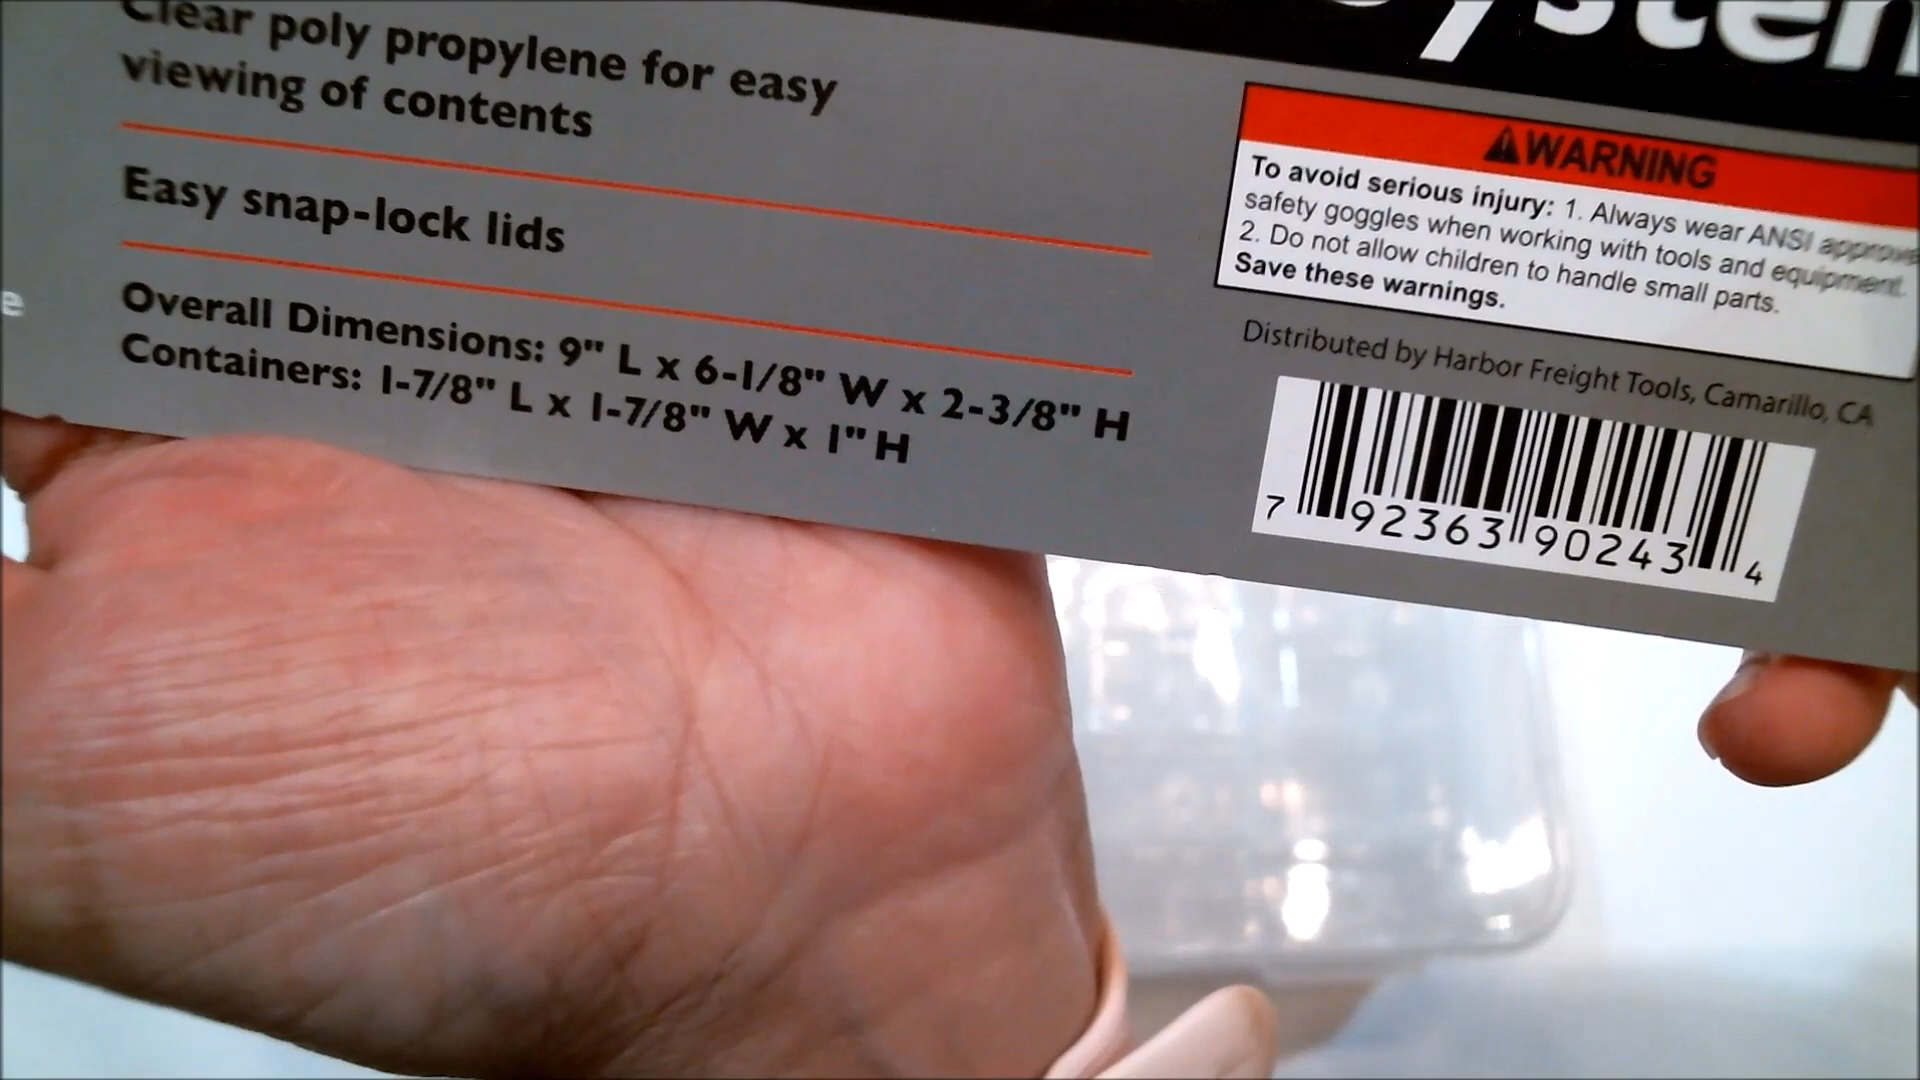 Clear poly propylene for easy
viewing of contents
Easy snap-lock lids
Overall Dimensions: 9" L x 6-1/8" W x 2-3/8" H
Containers: 1-7/8" L x 1-7/8" W x 1" H
⚠WARNING
To avoid serious injury: 1. Always wear ANSI approve
safety goggles when working with tools and equipment.
2. Do not allow children to handle small parts.
Save these warnings.
Distributed by Harbor Freight Tools, Camarillo, CA
7 92363 90243 4